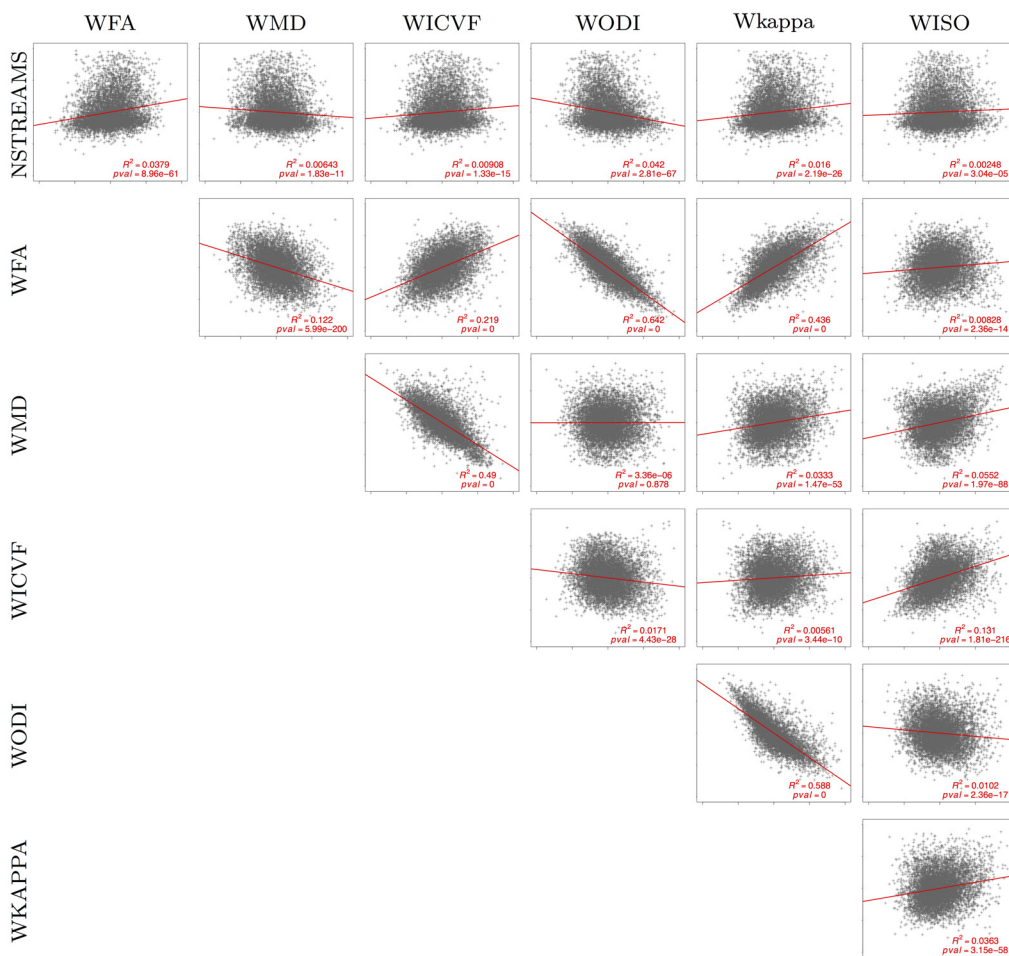 WFA WMD WICVF WODI Wkappa WISO
NSTREAMS
R² = 0.0379
pval = 8.96e−61
R² = 0.00643
pval = 1.83e−11
R² = 0.00908
pval = 1.33e−15
R² = 0.042
pval = 2.81e−67
R² = 0.016
pval = 2.19e−26
R² = 0.00248
pval = 3.04e−05
WFA
R² = 0.122
pval = 5.99e−200
R² = 0.219
pval = 0
R² = 0.642
pval = 0
R² = 0.436
pval = 0
R² = 0.00828
pval = 2.36e−14
WMD
R² = 0.49
pval = 0
R² = 3.36e−06
pval = 0.878
R² = 0.0333
pval = 1.47e−53
R² = 0.0552
pval = 1.97e−88
WICVF
R² = 0.0171
pval = 4.43e−28
R² = 0.00561
pval = 3.44e−10
R² = 0.131
pval = 1.81e−216
WODI
R² = 0.588
pval = 0
R² = 0.0102
pval = 2.36e−17
WKAPPA
R² = 0.0363
pval = 3.15e−58